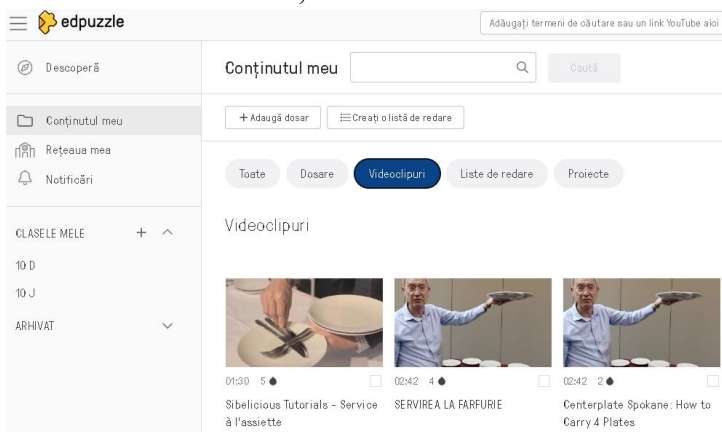 edpuzzle
Adăugați termeni de căutare sau un link YouTube aici
Descoperă
Conținutul meu
Caută
Conținutul meu
+ Adaugă dosar
Creați o listă de redare
Rețeaua mea
Notificări
Toate
Dosare
Videoclipuri
Liste de redare
Proiecte
Videoclipuri
CLASELE MELE
10 D
10 J
ARHIVAT
01:30 5
02:42 4
02:42 2
Sibelicious Tutorials - Service
à l'assiette
SERVIREA LA FARFURIE
Centerplate Spokane: How to
Carry 4 Plates